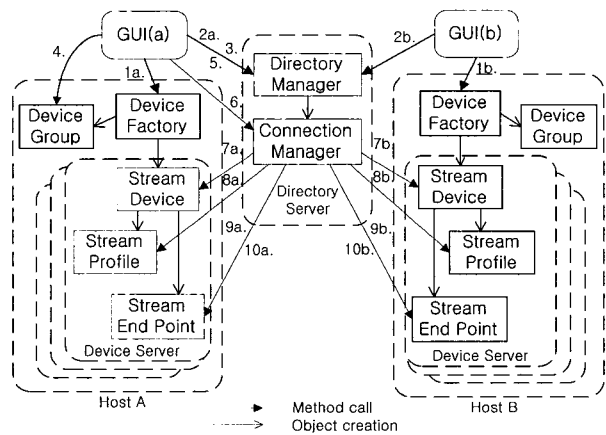 GUI(a)
GUI(b)
4.
2a.
3.
5.
2b.
1a.
1b.
6.
Directory
Manager
Device
Group
Device
Factory
Device
Factory
Device
Group
Connection
Manager
7a.
8a.
7b.
8b.
Stream
Device
Directory
Server
Stream
Device
Stream
Profile
Stream
Profile
9a.
10a.
9b.
10b.
Stream
End Point
Stream
End Point
Device Server
Device Server
Host A
Host B
Method call
Object creation